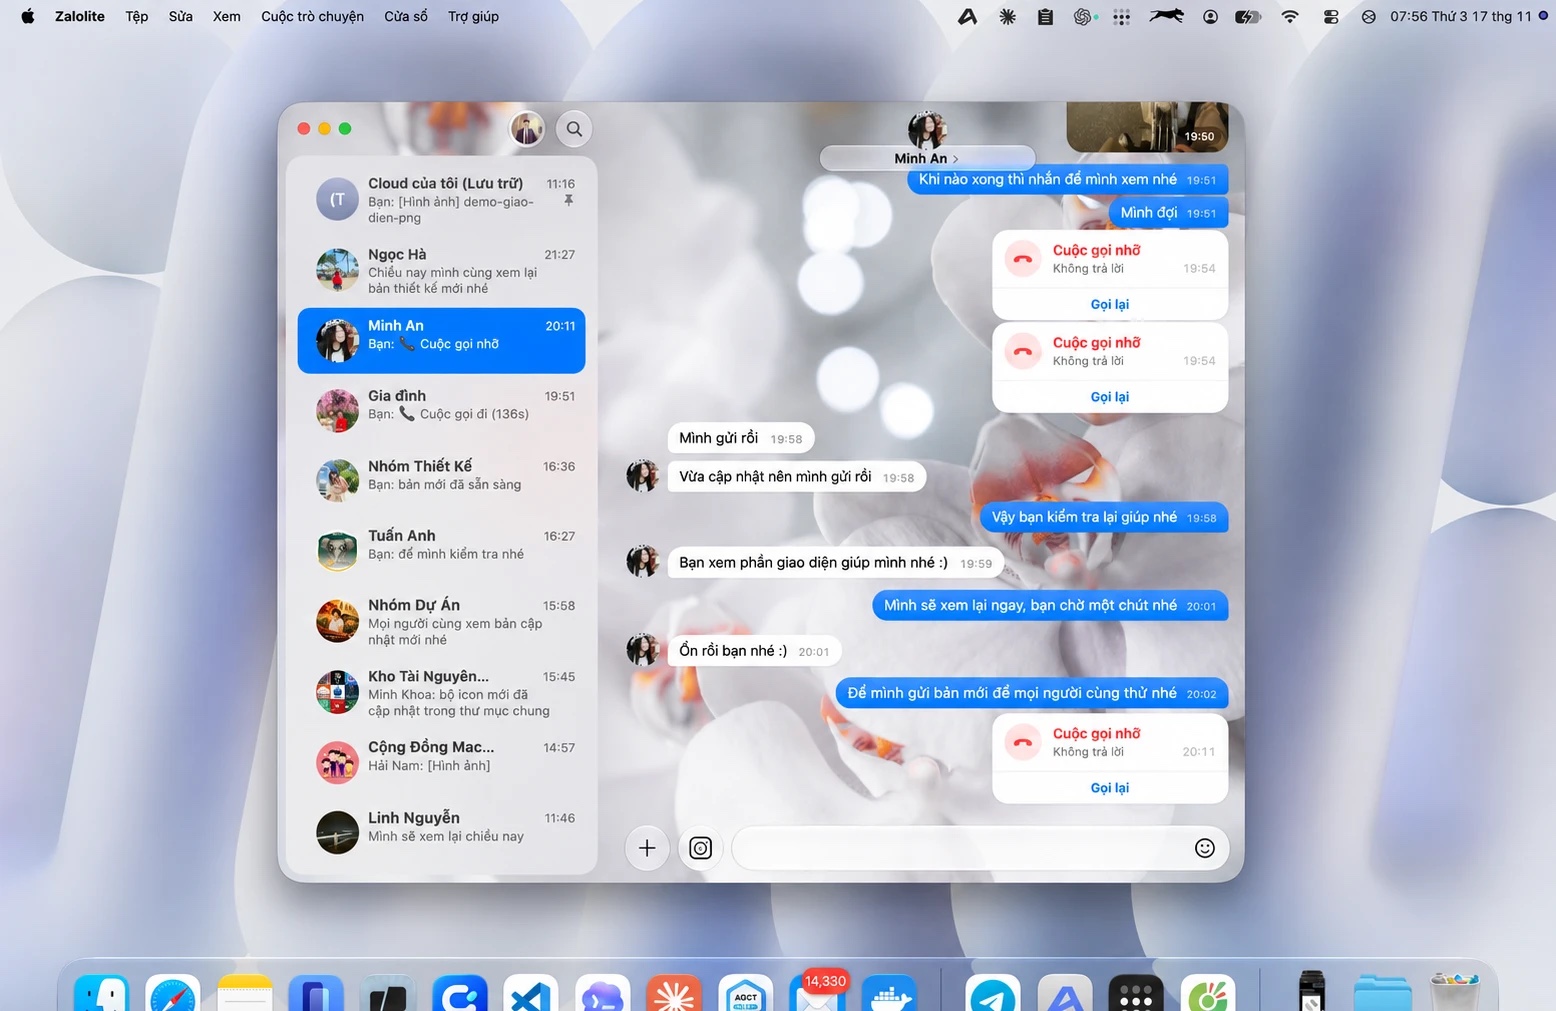 Zalolite Tệp Sửa Xem Cuộc trò chuyện Cửa sổ Trợ giúp 07:56 Thứ 3 17 thg 11
Cloud của tôi (Lưu trữ) 11:16
(T
Bạn: [Hình ảnh] demo-giao-
dien-png
Ngọc Hà 21:27
Chiều nay mình cùng xem lại
bản thiết kế mới nhé
Minh An 20:11
Bạn: 📞 Cuộc gọi nhỡ
Gia đình 19:51
Bạn: 📞 Cuộc gọi đi (136s)
Nhóm Thiết Kế 16:36
Bạn: bản mới đã sẵn sàng
Tuấn Anh 16:27
Bạn: để mình kiểm tra nhé
Nhóm Dự Án 15:58
Mọi người cùng xem bản cập
nhật mới nhé
Kho Tài Nguyên... 15:45
Minh Khoa: bộ icon mới đã
cập nhật trong thư mục chung
Cộng Đồng Mac... 14:57
Hải Nam: [Hình ảnh]
Linh Nguyễn 11:46
Mình sẽ xem lại chiều nay
19:50
Minh An >
Khi nào xong thì nhắn để mình xem nhé 19:51
Mình đợi 19:51
Cuộc gọi nhỡ
Không trả lời 19:54
Gọi lại
Cuộc gọi nhỡ
Không trả lời 19:54
Gọi lại
Mình gửi rồi 19:58
Vừa cập nhật nên mình gửi rồi 19:58
Vậy bạn kiểm tra lại giúp nhé 19:58
Bạn xem phần giao diện giúp mình nhé :) 19:59
Mình sẽ xem lại ngay, bạn chờ một chút nhé 20:01
Ổn rồi bạn nhé :) 20:01
Để mình gửi bản mới để mọi người cùng thử nhé 20:02
Cuộc gọi nhỡ
Không trả lời 20:11
Gọi lại
14,330
AGCT